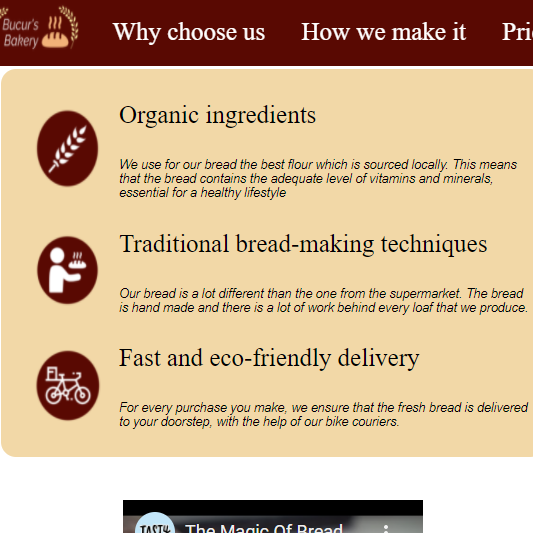 Bucur's
Bakery
Why choose us How we make it Pri
Organic ingredients
We use for our bread the best flour which is sourced locally. This means
that the bread contains the adequate level of vitamins and minerals,
essential for a healthy lifestyle
Traditional bread-making techniques
Our bread is a lot different than the one from the supermarket. The bread
is hand made and there is a lot of work behind every loaf that we produce.
Fast and eco-friendly delivery
For every purchase you make, we ensure that the fresh bread is delivered
to your doorstep, with the help of our bike couriers.
TASTY The Magic Of Bread